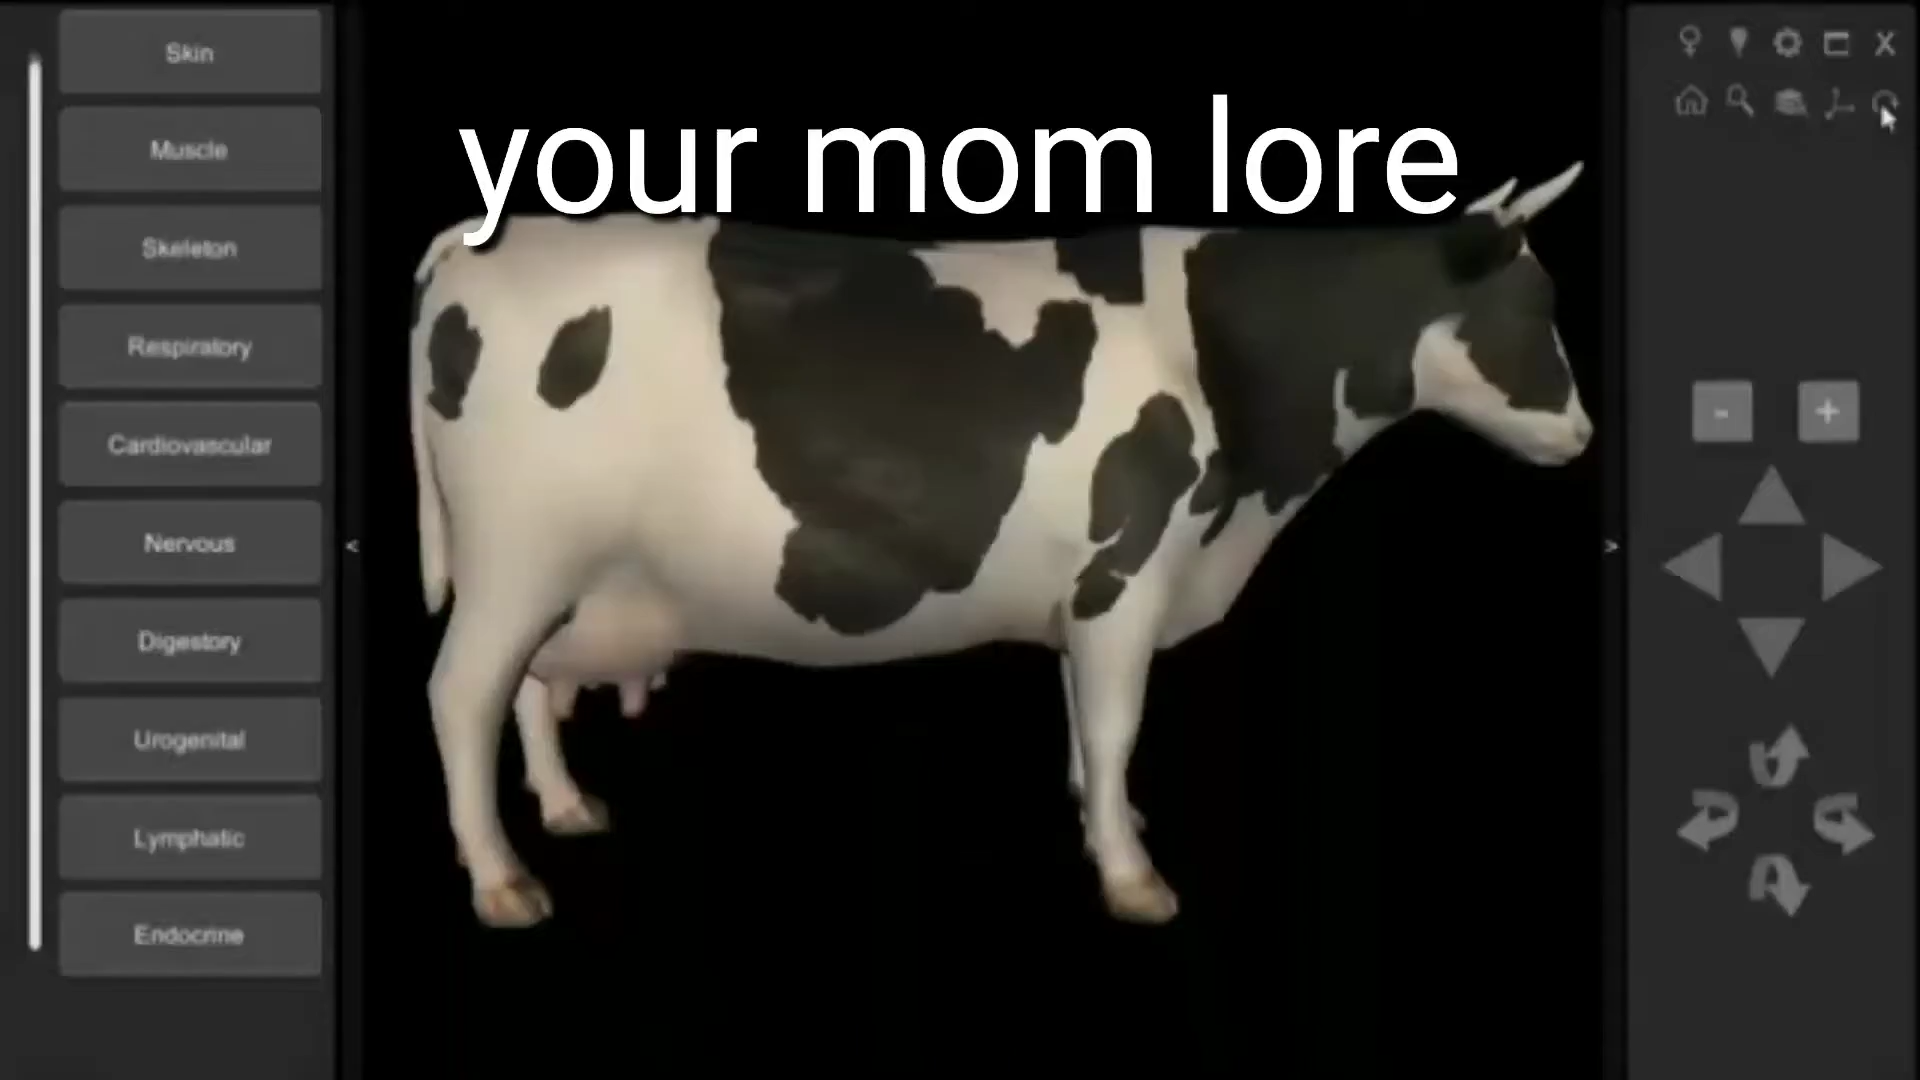 your mom lore
Skin
Muscle
Skeleton
Respiratory
Cardiovascular
Nervous
Digestory
Urogenital
Lymphatic
Endocrine
<
>
- +
X